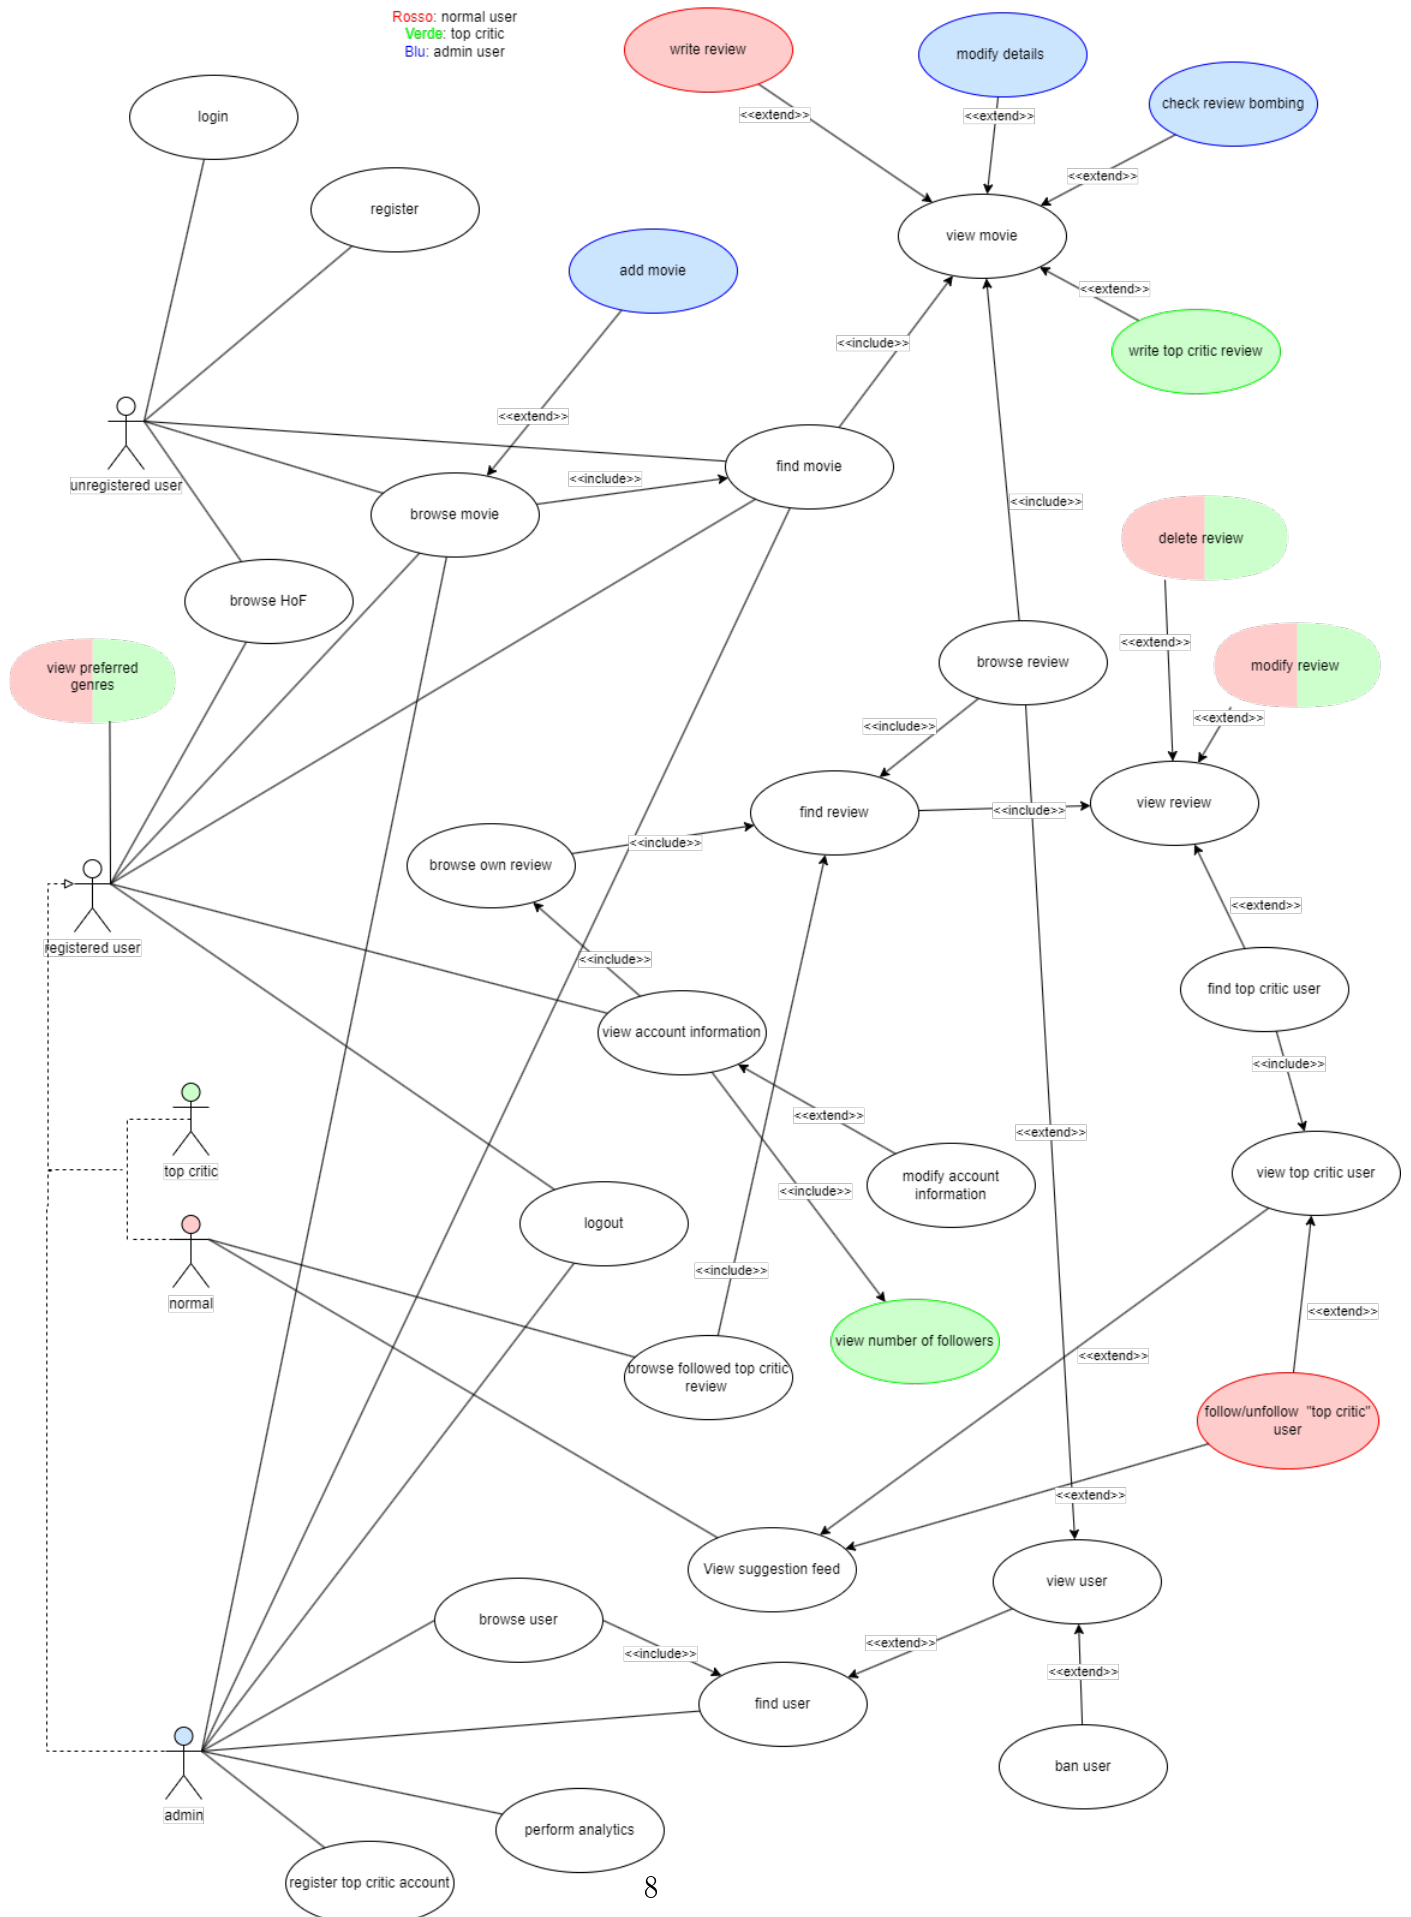 Rosso: normal user
Verde: top critic
Blu: admin user
write review
modify details
check review bombing
login
<<extend>>
<<extend>>
<<extend>>
register
view movie
add movie
<<extend>>
<<include>>
write top critic review
<<extend>>
unregistered user
find movie
<<include>>
browse movie
<<include>>
delete review
browse HoF
<<extend>>
view preferred
genres
browse review
modify review
<<extend>>
<<include>>
find review
<<include>>
view review
<<include>>
browse own review
<<extend>>
registered user
<<include>>
find top critic user
view account information
<<include>>
<<extend>>
<<extend>>
top critic
view top critic user
modify account
information
<<include>>
logout
<<include>>
normal
<<extend>>
view number of followers
<<extend>>
browse followed top critic
review
follow/unfollow "top critic"
user
<<extend>>
View suggestion feed
view user
browse user
<<extend>>
<<include>>
<<extend>>
find user
ban user
admin
perform analytics
register top critic account
8